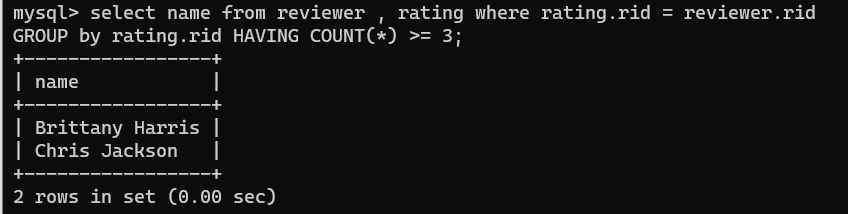 mysql> select name from reviewer , rating where rating.rid = reviewer.rid
GROUP by rating.rid HAVING COUNT(*) >= 3;
+-----------------+
| name            |
+-----------------+
| Brittany Harris |
| Chris Jackson   |
+-----------------+
2 rows in set (0.00 sec)